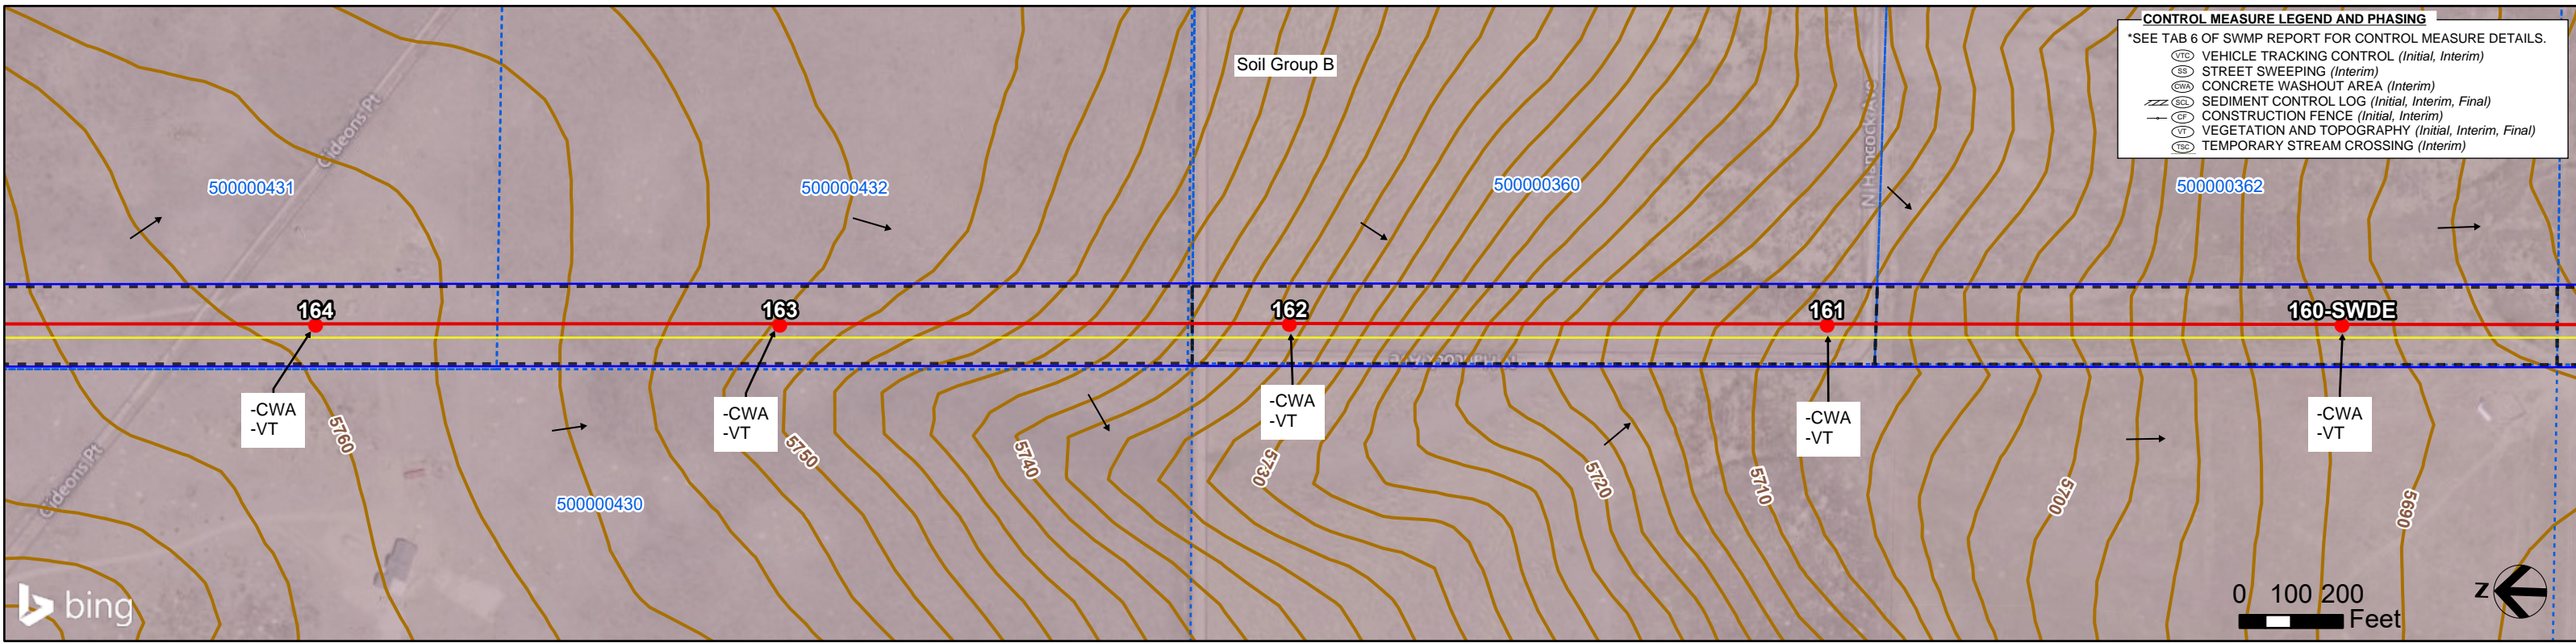 CONTROL MEASURE LEGEND AND PHASING
*SEE TAB 6 OF SWMP REPORT FOR CONTROL MEASURE DETAILS.
VTC VEHICLE TRACKING CONTROL (Initial, Interim)
SS STREET SWEEPING (Interim)
CWA CONCRETE WASHOUT AREA (Interim)
SCL SEDIMENT CONTROL LOG (Initial, Interim, Final)
CF CONSTRUCTION FENCE (Initial, Interim)
VT VEGETATION AND TOPOGRAPHY (Initial, Interim, Final)
TSC TEMPORARY STREAM CROSSING (Interim)
Soil Group B
Gideons Pt
500000431
500000432
500000360
500000362
164
163
162
161
160-SWDE
-CWA
-VT
-CWA
-VT
-CWA
-VT
-CWA
-VT
-CWA
-VT
5760
5750
5740
5730
5720
5710
5700
5690
Gideons Pt
500000430
bing
0 100 200
Feet
Z